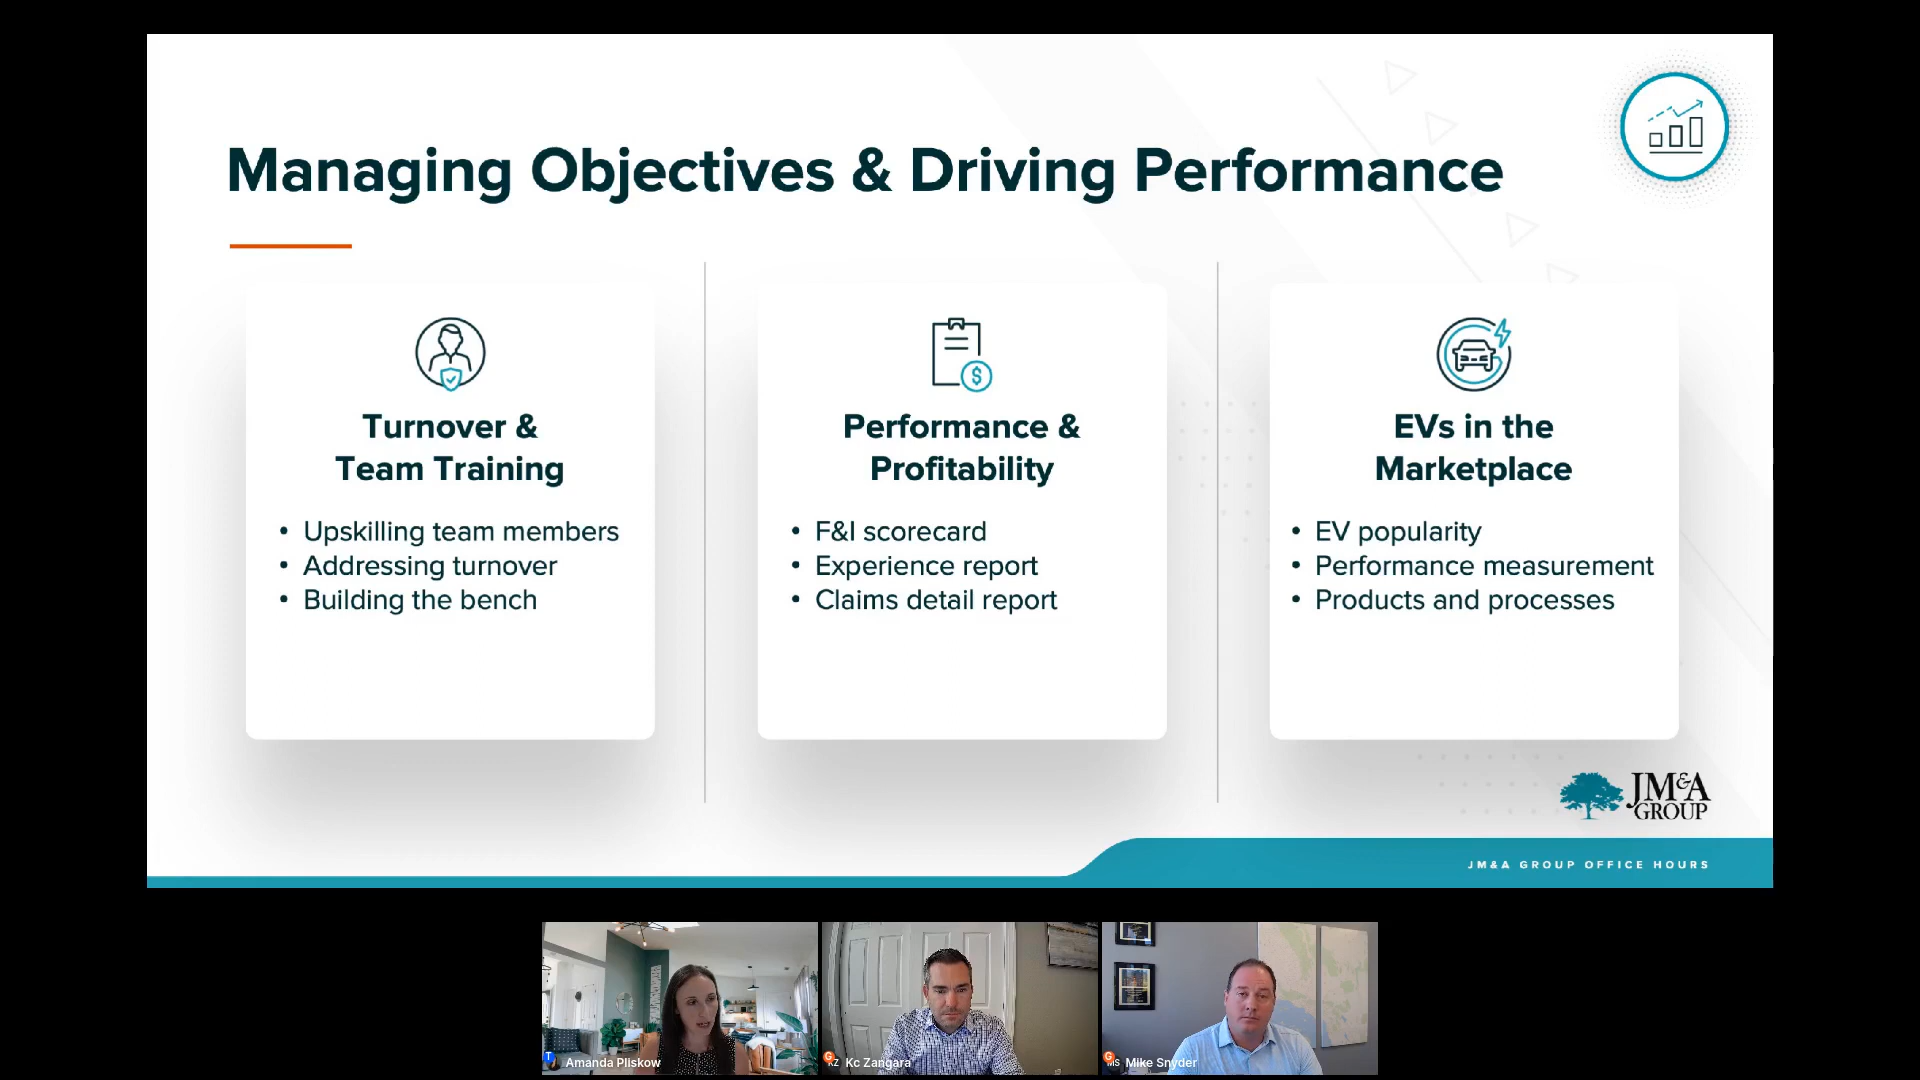 Managing Objectives & Driving Performance
Turnover &
Team Training
• Upskilling team members
• Addressing turnover
• Building the bench
Performance &
Profitability
• F&I scorecard
• Experience report
• Claims detail report
EVs in the
Marketplace
• EV popularity
• Performance measurement
• Products and processes
JM&A
GROUP
JM&A GROUP OFFICE HOURS
T
Amanda Pliskow
G
KZ
Kc Zangara
G
MS
Mike Snyder